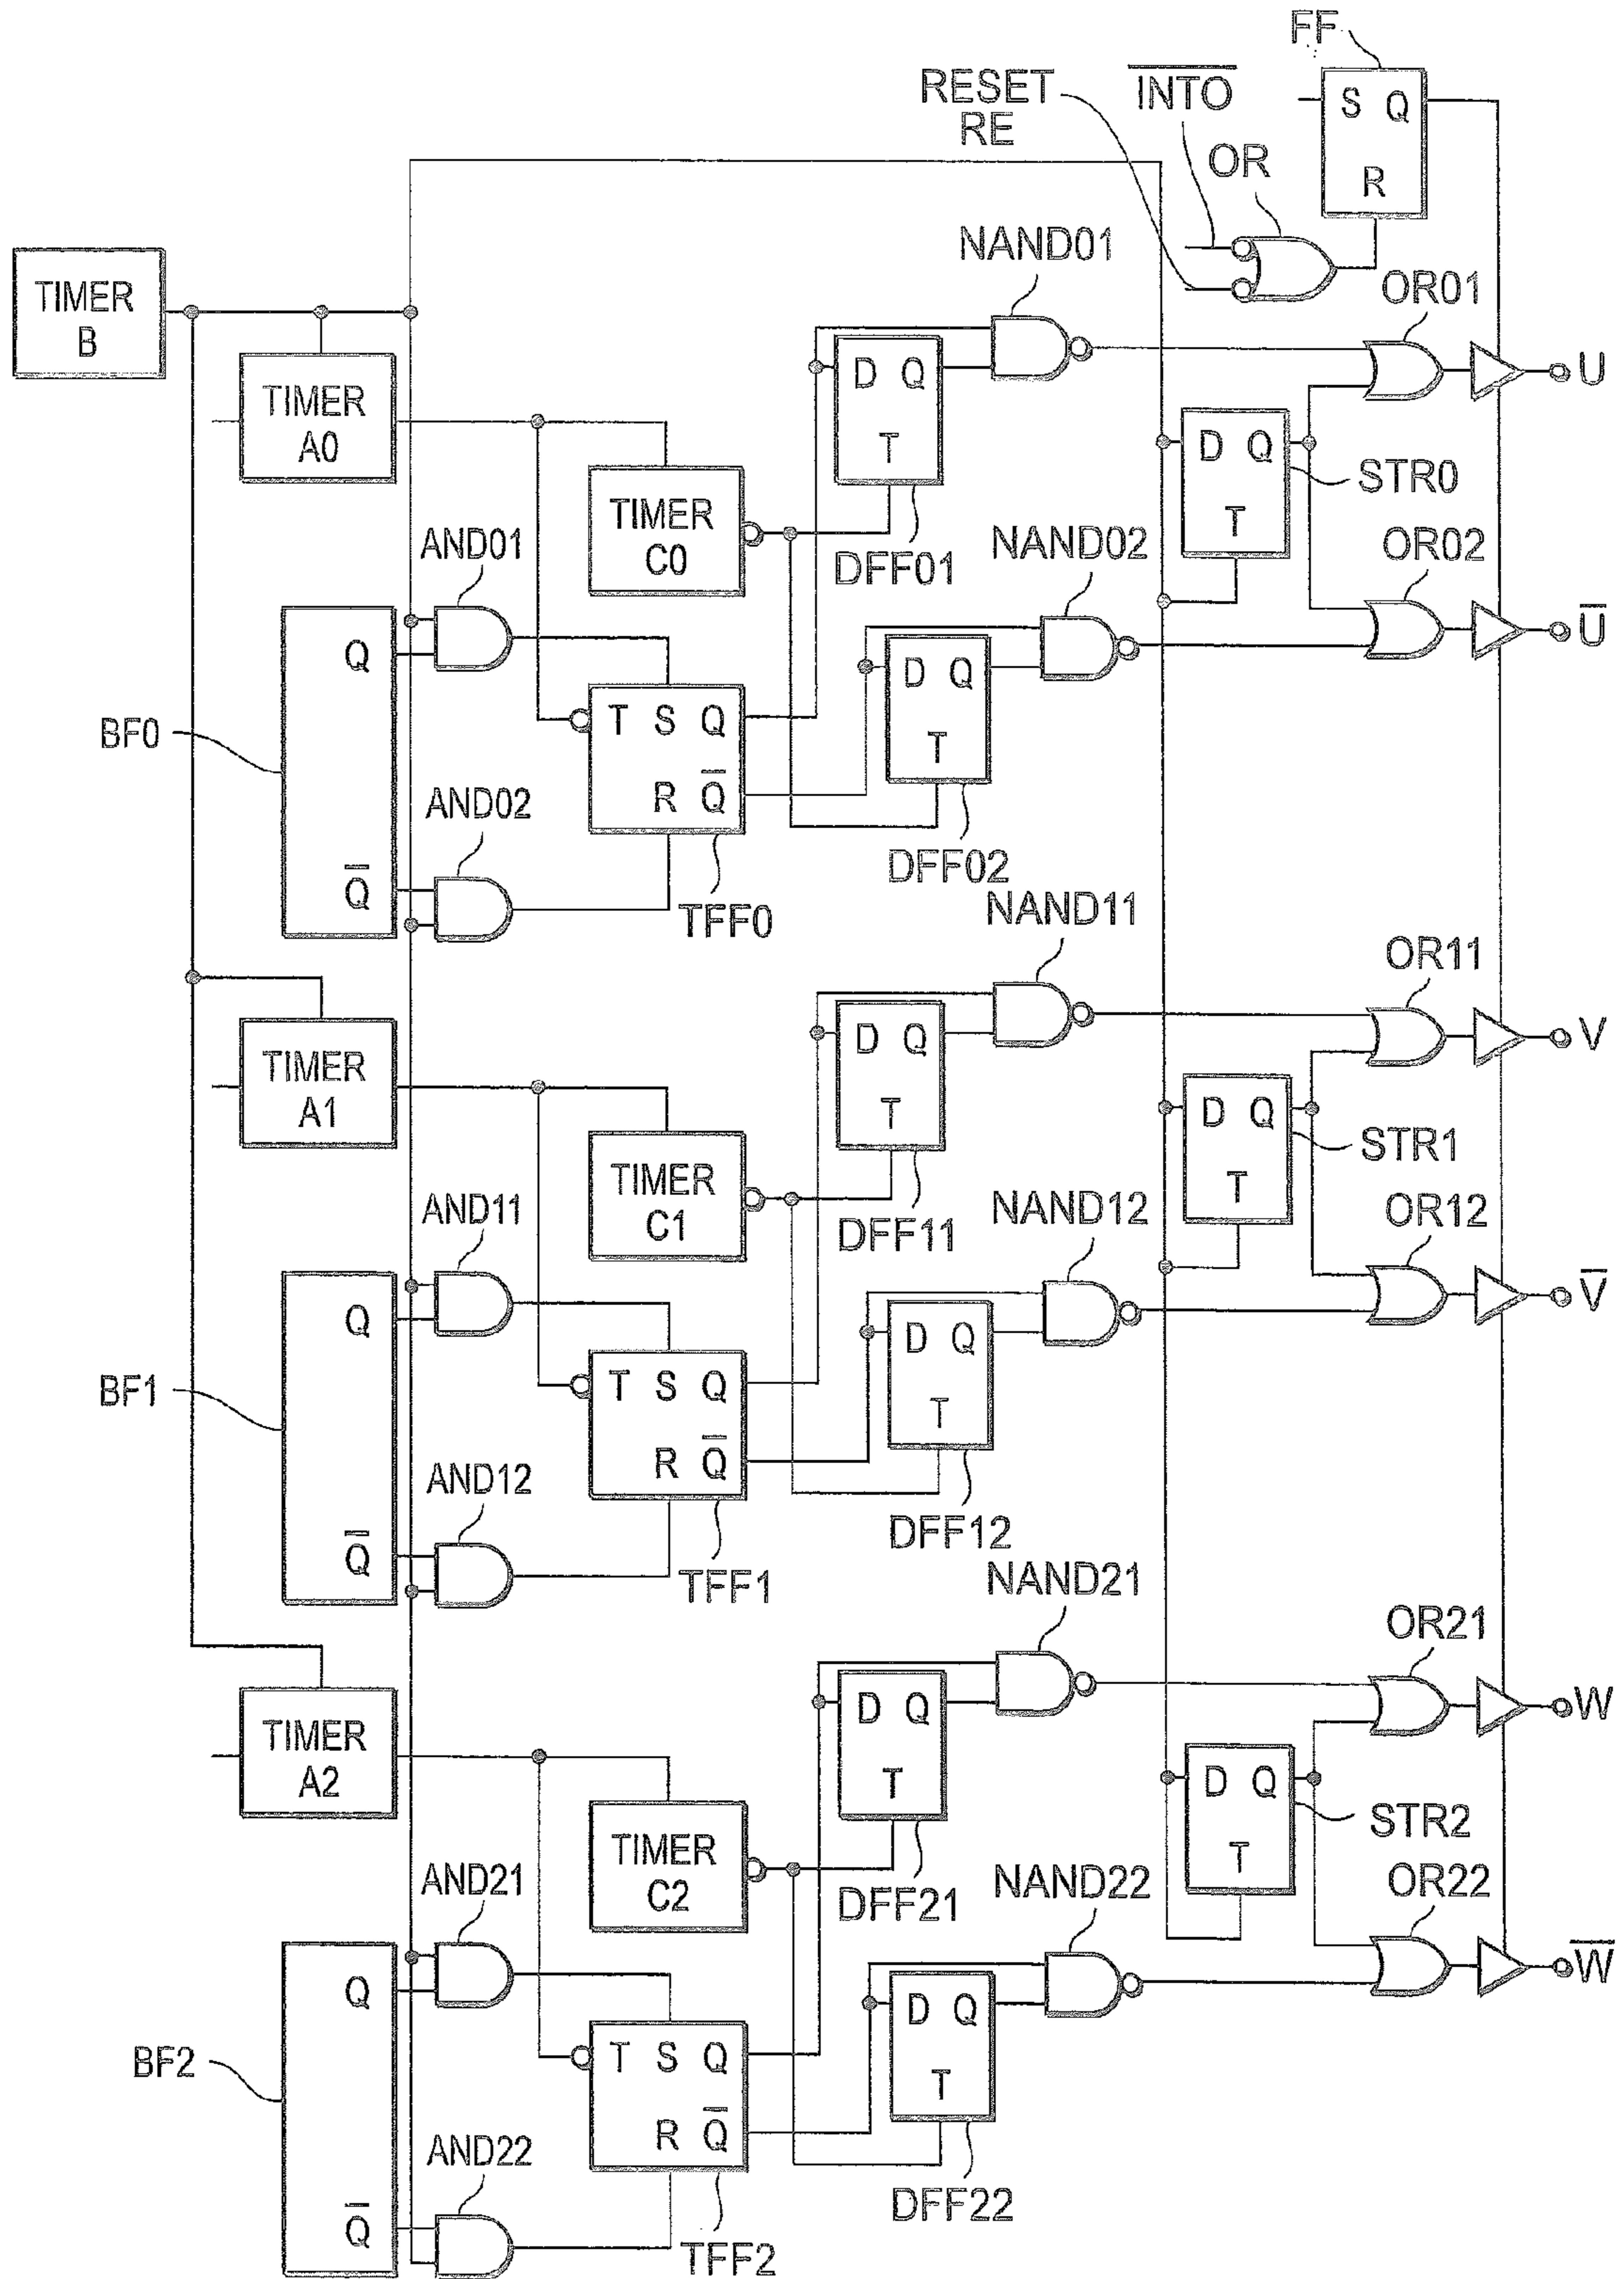 FF
RESET
RE
INTO
OR
S Q
R
NAND01
OR01
TIMER
B
U
D Q
T
TIMER
A0
D Q
T
STR0
TIMER
C0
AND01
NAND02
OR02
DFF01
Q
U
D Q
T
T S Q
BF0
R Q
AND02
DFF02
Q
TFF0
NAND11
OR11
V
D Q
T
TIMER
A1
D Q
T
STR1
TIMER
C1
AND11
NAND12
OR12
DFF11
Q
V
D Q
T
T S Q
BF1
R Q
AND12
DFF12
Q
TFF1
NAND21
OR21
W
D Q
T
TIMER
A2
D Q
T
STR2
TIMER
C2
AND21
NAND22
OR22
DFF21
Q
W
D Q
T
T S Q
BF2
R Q
AND22
DFF22
Q
TFF2